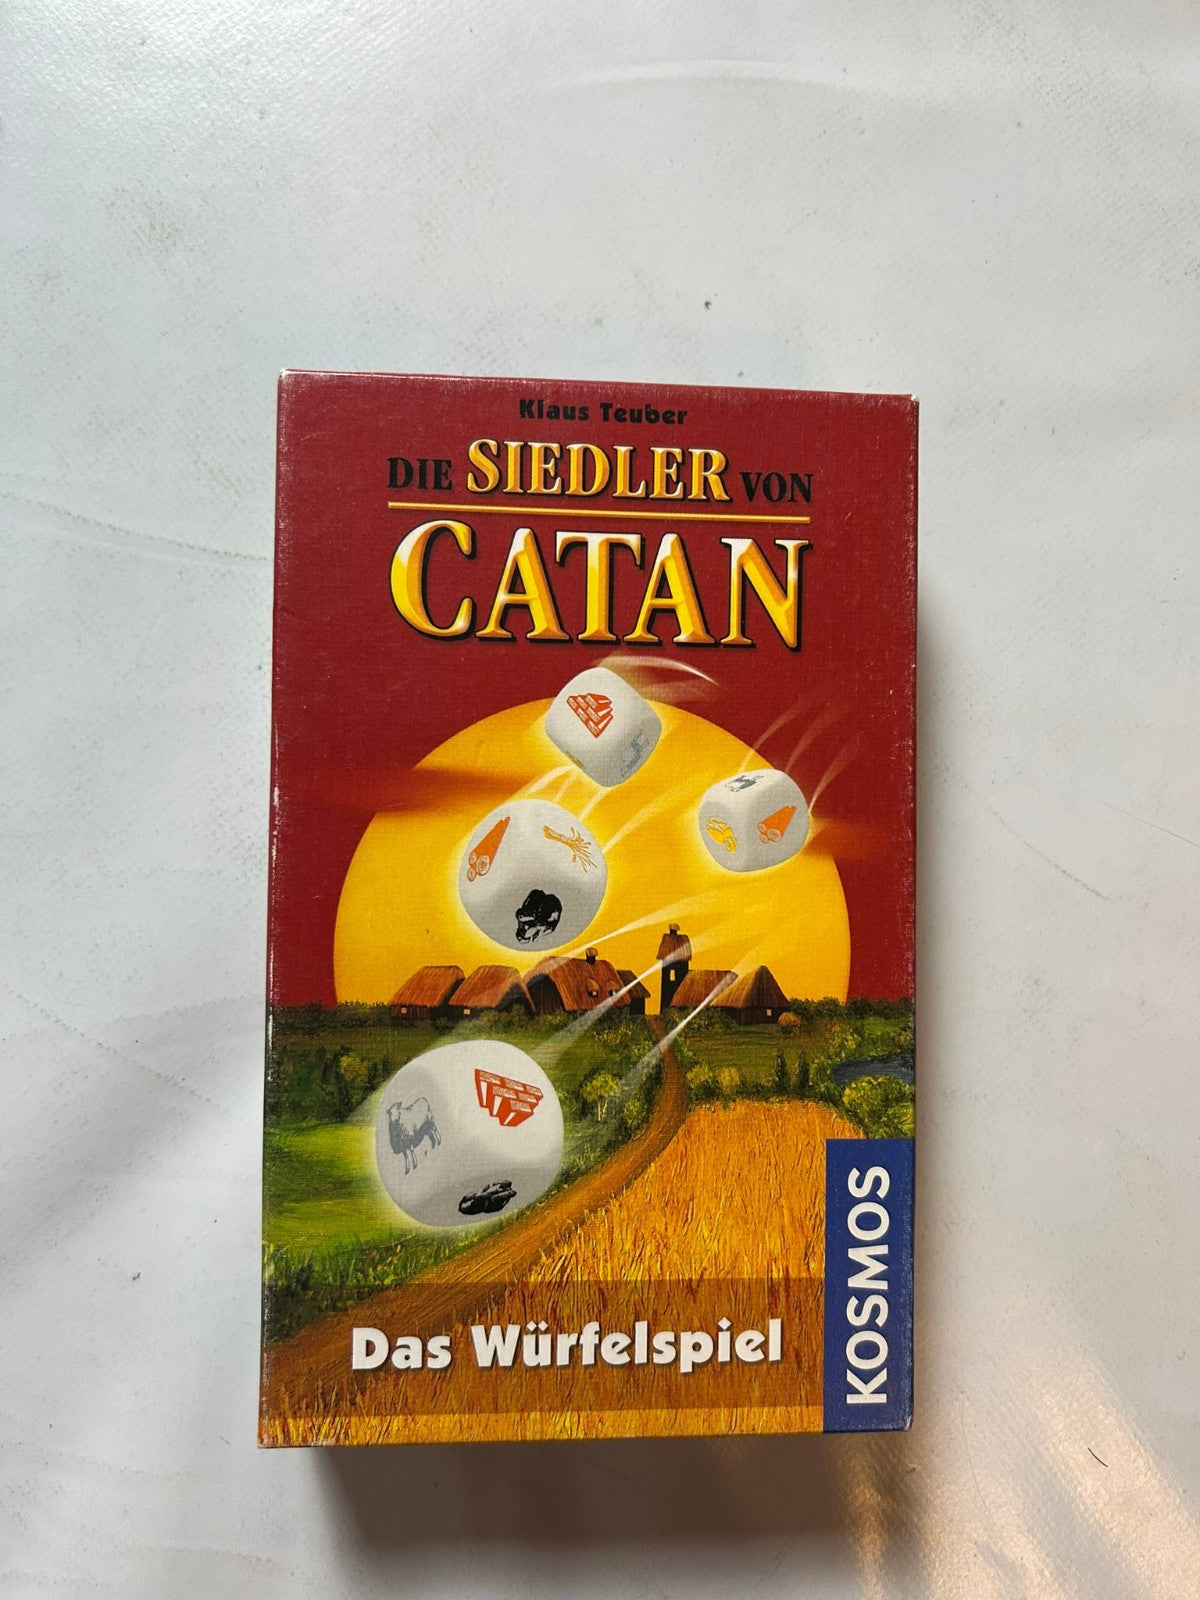 Klaus Teuber
DIE SIEDLER VON
CATAN
KOSMOS
Das Würfelspiel